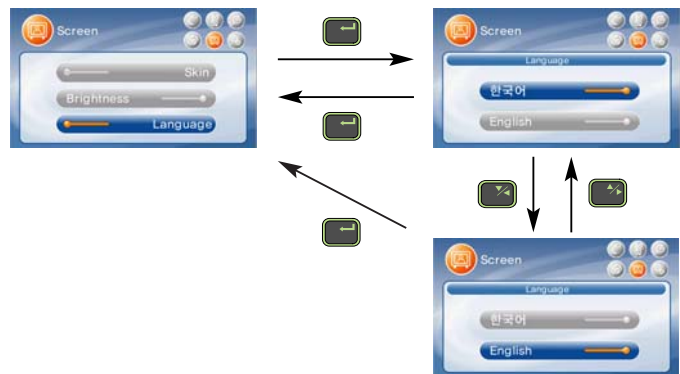 Screen
Skin
Brightness
Language
Screen
Language
한국어
English
Screen
Language
한국어
English